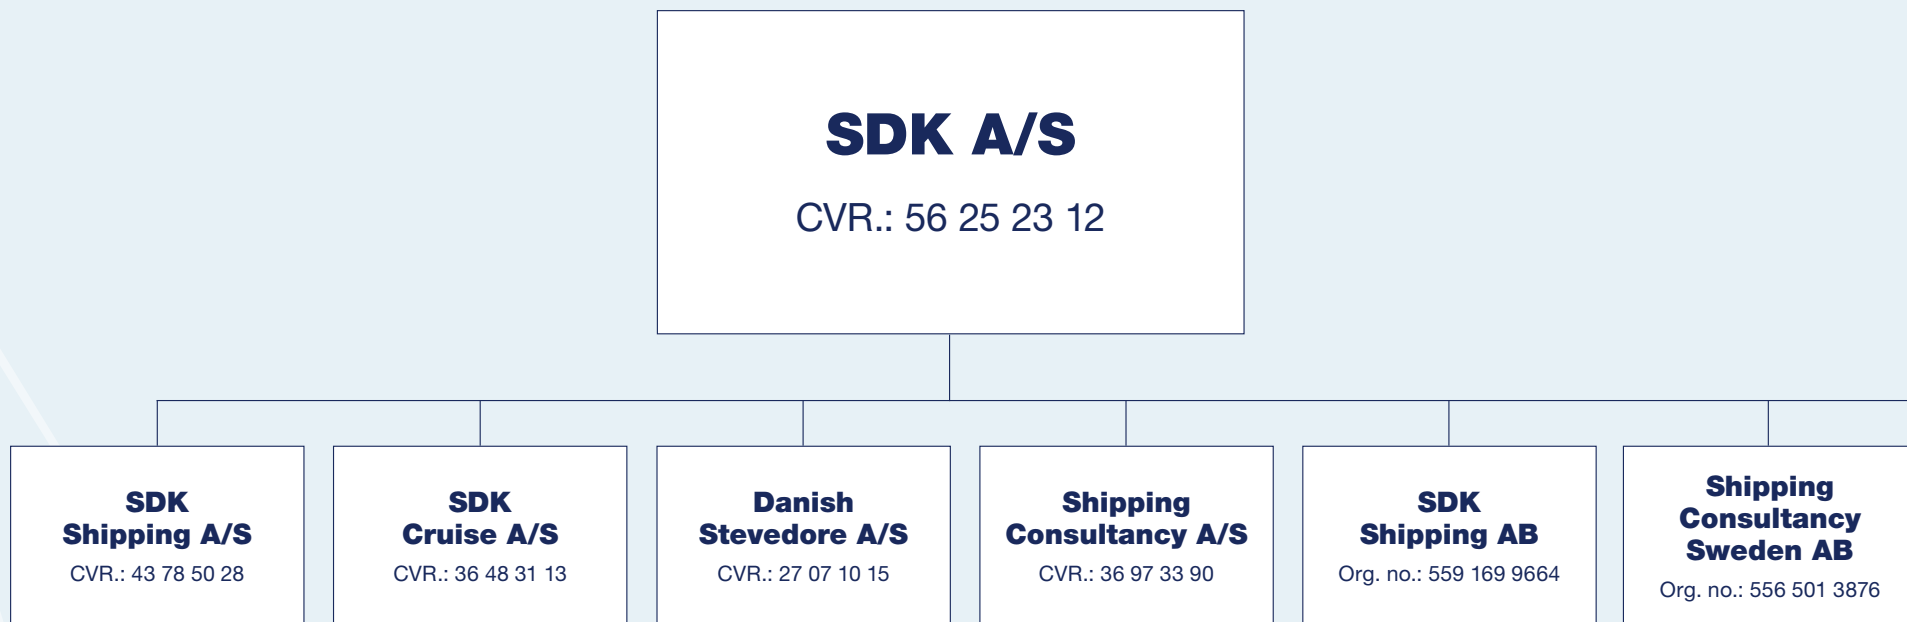 SDK A/S
CVR.: 56 25 23 12
SDK
Shipping A/S
CVR.: 43 78 50 28
SDK
Cruise A/S
CVR.: 36 48 31 13
Danish
Stevedore A/S
CVR.: 27 07 10 15
Shipping
Consultancy A/S
CVR.: 36 97 33 90
SDK
Shipping AB
Org. no.: 559 169 9664
Shipping
Consultancy
Sweden AB
Org. no.: 556 501 3876